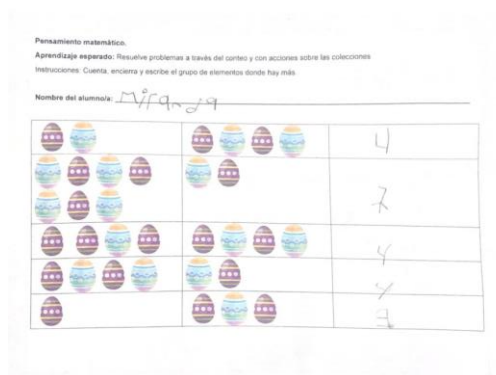 Pensamiento matemático.
Aprendizaje esperado: Resuelve problemas a través del conteo y con acciones sobre las colecciones
Instrucciones: Cuenta, encierra y escribe el grupo de elementos donde hay más
Nombre del alumno/a: Miranda
4
7
4
4